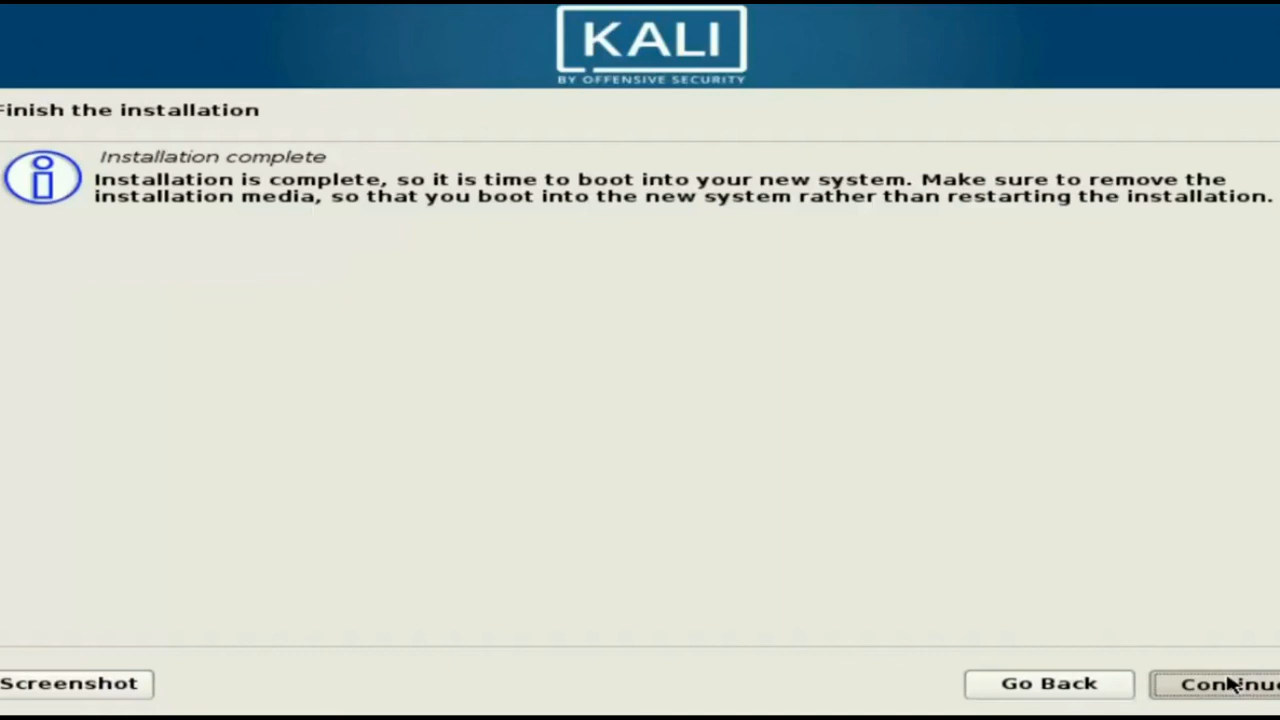 KALI
BY OFFENSIVE SECURITY
Finish the installation
Installation complete
Installation is complete, so it is time to boot into your new system. Make sure to remove the
installation media, so that you boot into the new system rather than restarting the installation.
Screenshot
Go Back
Continue